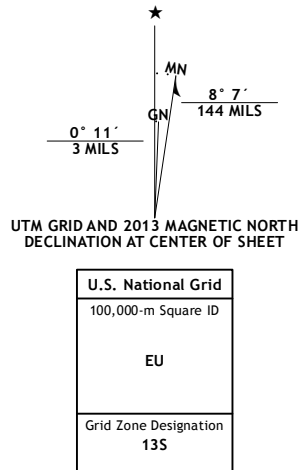 ★
MN
GN
8° 7´
144 MILS
0° 11´
3 MILS
UTM GRID AND 2013 MAGNETIC NORTH
DECLINATION AT CENTER OF SHEET
U.S. National Grid
100,000-m Square ID
EU
Grid Zone Designation
13S